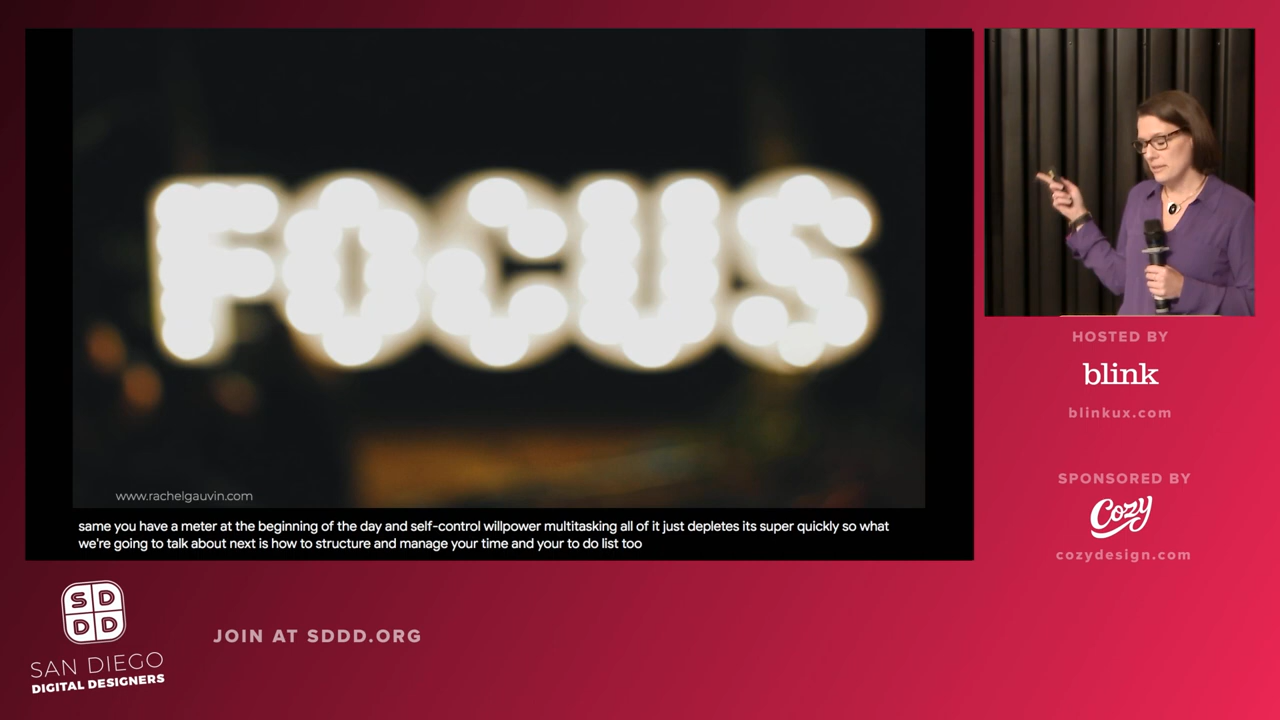 FOCUS
www.rachelgauvin.com
same you have a meter at the beginning of the day and self-control willpower multitasking all of it just depletes its super quickly so what
we're going to talk about next is how to structure and manage your time and your to do list too
HOSTED BY
blink
blinkux.com
SPONSORED BY
Cozy
cozydesign.com
SD
DD
SAN DIEGO
DIGITAL DESIGNERS
JOIN AT SDDD.ORG